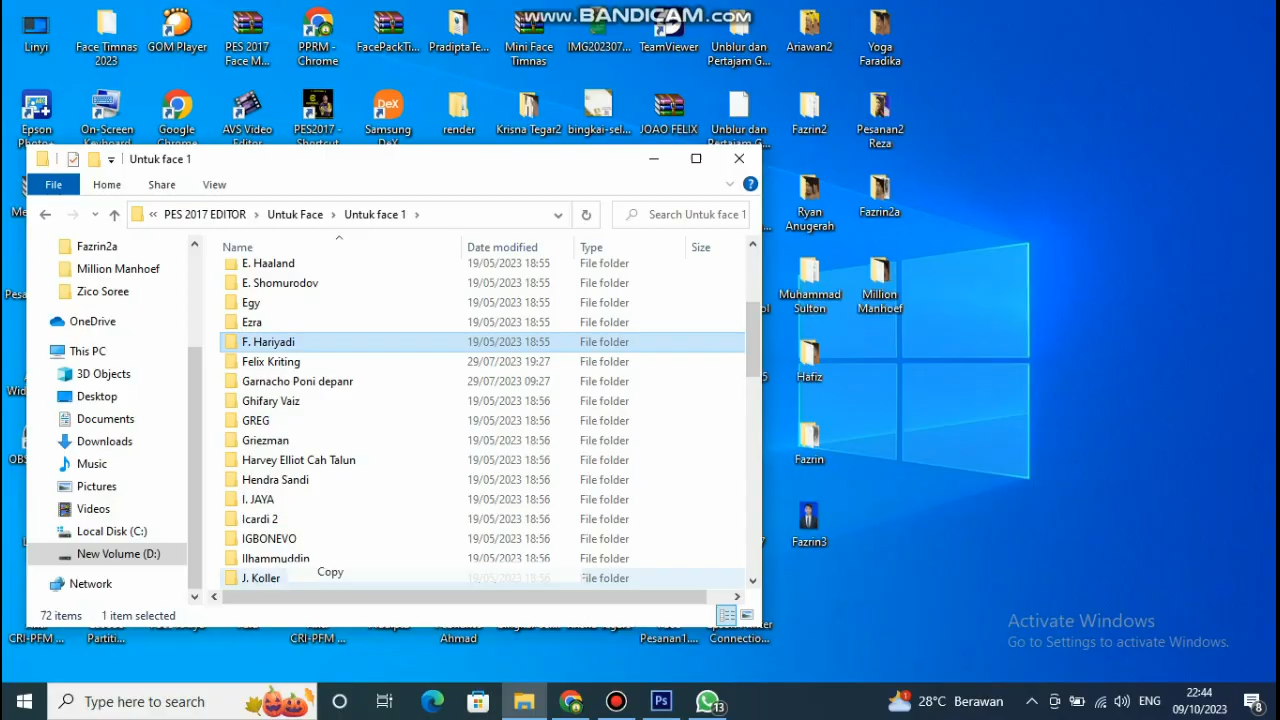 www.BANDICAM.com
Linyi
Face Timnas
2023
GOM Player
PES 2017
Face M...
PPRM -
Chrome
FacePackTi...
PradiptaTe...
Mini Face
Timnas
IMG202307...
TeamViewer
Unblur dan
Pertajam G...
Ariawan2
Yoga
Faradika
Epson
Photo+
On-Screen
Keyboard
Google
Chrome
AVS Video
Editor
PES2017 -
Shortcut
Samsung
DeX
render
Krisna Tegar2
bingkai-sel...
JOAO FELIX
Unblur dan
Pertajam G...
Fazrin2
Pesanan2
Reza
Ryan
Anugerah
Fazrin2a
Muhammad
Sulton
Million
Manhoef
Hafiz
Fazrin
Fazrin3
Untuk face 1
File
Home
Share
View
« PES 2017 EDITOR > Untuk Face > Untuk face 1 >
Search Untuk face 1
Fazrin2a
Million Manhoef
Zico Soree
OneDrive
This PC
3D Objects
Desktop
Documents
Downloads
Music
Pictures
Videos
Local Disk (C:)
New Volume (D:)
Network
Name Date modified Type Size
E. Haaland 19/05/2023 18:55 File folder
E. Shomurodov 19/05/2023 18:55 File folder
Egy 19/05/2023 18:55 File folder
Ezra 19/05/2023 18:55 File folder
F. Hariyadi 19/05/2023 18:55 File folder
Felix Kriting 29/07/2023 19:27 File folder
Garnacho Poni depanr 29/07/2023 09:27 File folder
Ghifary Vaiz 19/05/2023 18:56 File folder
GREG 19/05/2023 18:56 File folder
Griezman 19/05/2023 18:56 File folder
Harvey Elliot Cah Talun 19/05/2023 18:56 File folder
Hendra Sandi 19/05/2023 18:56 File folder
I. JAYA 19/05/2023 18:56 File folder
Icardi 2 19/05/2023 18:56 File folder
IGBONEVO 19/05/2023 18:56 File folder
Ilhammuddin 19/05/2023 18:56 File folder
Copy
J. Koller 19/05/2023 18:56 File folder
72 items 1 item selected
CRI-PFM ...
Partiti...
CRI-PFM ...
Ahmad
Pesanan1....
Connectio...
Activate Windows
Go to Settings to activate Windows.
Type here to search
Ps
13
28°C Berawan
ENG
22:44
09/10/2023
8